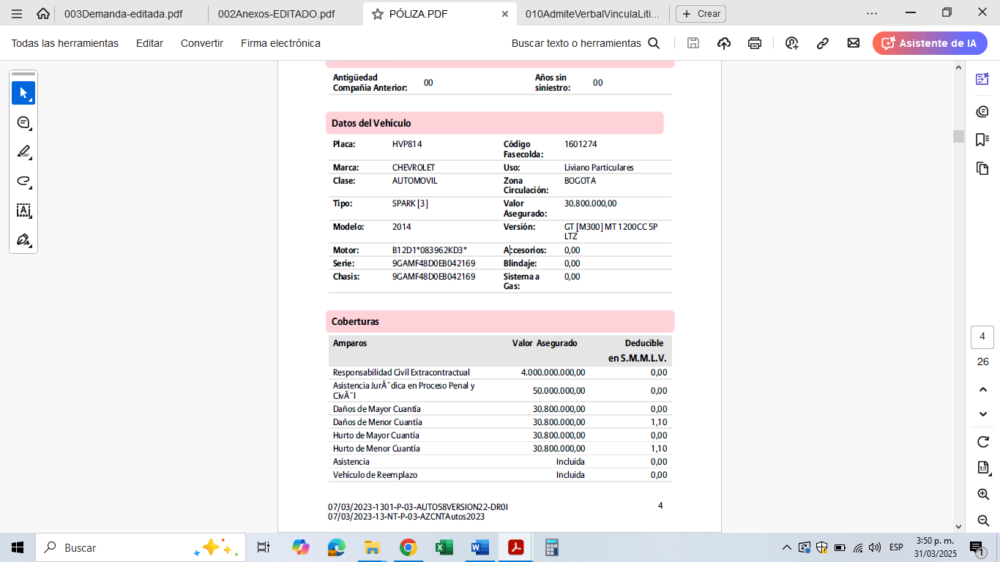 003Demanda-editada.pdf
002Anexos-EDITADO.pdf
PÓLIZA.PDF
010AdmiteVerbalVinculaLiti...
Crear
Todas las herramientas
Editar
Convertir
Firma electrónica
Buscar texto o herramientas
Asistente de IA
Antigüedad Compañia Anterior: 00 Años sin siniestro: 00
Datos del Vehículo
Placa: HVP814 Código Fasecolda: 1601274
Marca: CHEVROLET Uso: Liviano Particulares
Clase: AUTOMOVIL Zona Circulación: BOGOTA
Tipo: SPARK [3] Valor Asegurado: 30.800.000,00
Modelo: 2014 Versión: GT [M300] MT 1200CC 5P LTZ
Motor: B12D1*083962KD3* Accesorios: 0,00
Serie: 9GAMF48D0EB042169 Blindaje: 0,00
Chasis: 9GAMF48D0EB042169 Sistema a Gas: 0,00
Coberturas
Amparos Valor Asegurado Deducible
en S.M.M.L.V.
Responsabilidad Civíl Extracontractual 4.000.000.000,00 0,00
Asistencia JurÃ¨dica en Proceso Penal y CivÃ¨l 50.000.000,00 0,00
Daños de Mayor Cuantía 30.800.000,00 0,00
Daños de Menor Cuantía 30.800.000,00 1,10
Hurto de Mayor Cuantía 30.800.000,00 0,00
Hurto de Menor Cuantía 30.800.000,00 1,10
Asistencia Incluida 0,00
Vehículo de Reemplazo Incluida 0,00
07/03/2023-1301-P-03-AUTO58VERSION22-DR0I
07/03/2023-13-NT-P-03-AZCNTAutos2023
4
4
26
1:1
Buscar
ESP
3:50 p. m.
31/03/2025
1